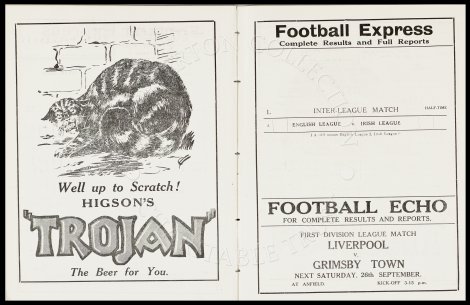 Well up to Scratch!
HIGSON'S
"TROJAN"
The Beer for You.
Football Express
Complete Results and Full Reports
1. INTER-LEAGUE MATCH HALF-TIME
ENGLISH LEAGUE v. IRISH LEAGUE
FOOTBALL ECHO
FOR COMPLETE RESULTS AND REPORTS.
FIRST DIVISION LEAGUE MATCH
LIVERPOOL
v.
GRIMSBY TOWN
NEXT SATURDAY, 26th SEPTEMBER.
AT ANFIELD. KICK-OFF 3-15 p.m.